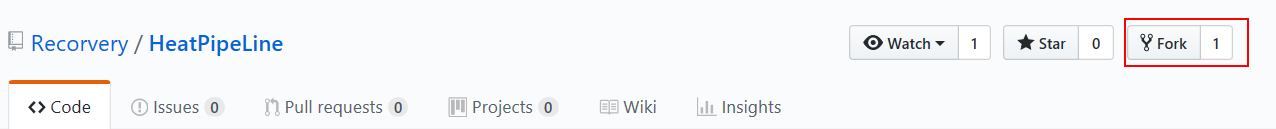 Recorvery / HeatPipeLine Watch 1 Star 0 Fork 1
Code Issues 0 Pull requests 0 Projects 0 Wiki Insights